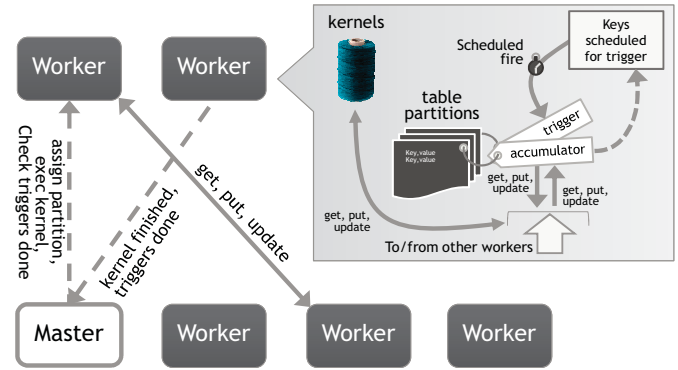 Worker
Worker
assign partition,
exec kernel,
Check triggers done
get, put, update
kernel finished,
triggers done
Master
Worker
Worker
Worker
kernels
Scheduled
fire
Keys
scheduled
for trigger
table
partitions
Key,value
Key,value
trigger
accumulator
get, put,
update
get, put,
update
get, put,
update
To/from other workers